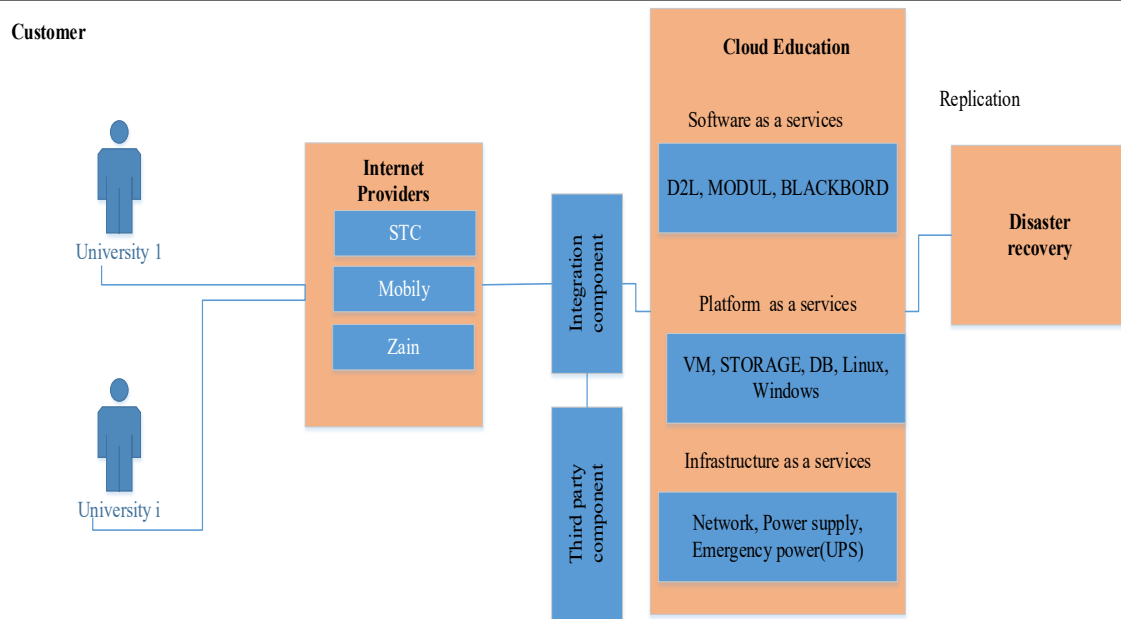 Customer
University 1
University i
Internet
Providers
STC
Mobily
Zain
Integration
component
Third party
component
Cloud Education
Software as a services
D2L, MODUL, BLACKBORD
Platform as a services
VM, STORAGE, DB, Linux,
Windows
Infrastructure as a services
Network, Power supply,
Emergency power(UPS)
Replication
Disaster
recovery